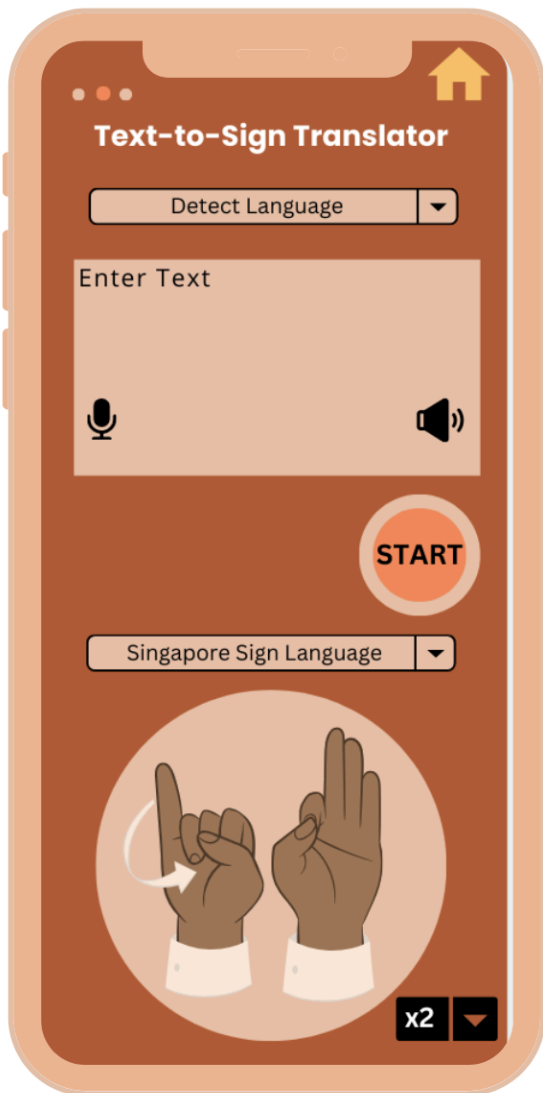 Text-to-Sign Translator
Detect Language
Enter Text
START
Singapore Sign Language
x2